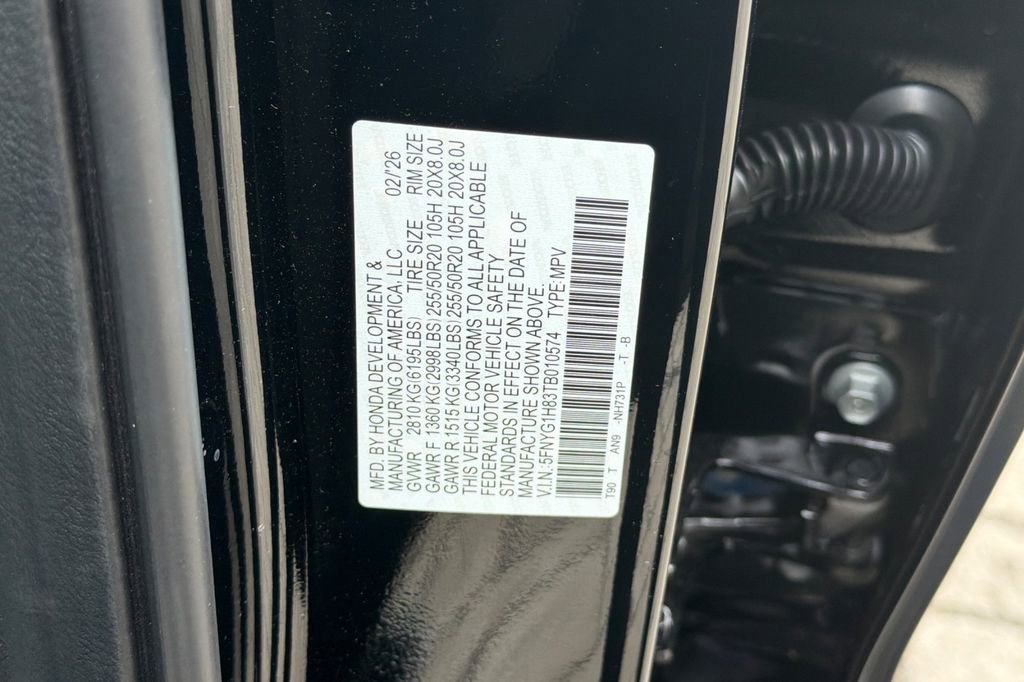 MFD. BY HONDA DEVELOPMENT &
MANUFACTURING OF AMERICA, LLC 02/'26
GVWR 2810 KG(6195LBS) TIRE SIZE RIM SIZE
GAWR F 1360 KG(2998LBS) 255/50R20 105H 20X8.0J
GAWR R 1515 KG(3340LBS) 255/50R20 105H 20X8.0J
THIS VEHICLE CONFORMS TO ALL APPLICABLE
FEDERAL MOTOR VEHICLE SAFETY
STANDARDS IN EFFECT ON THE DATE OF
MANUFACTURE SHOWN ABOVE.
V.I.N.:5FNYG1H83TB010574 TYPE:MPV
T90 T AN9 -NH731P -T -B